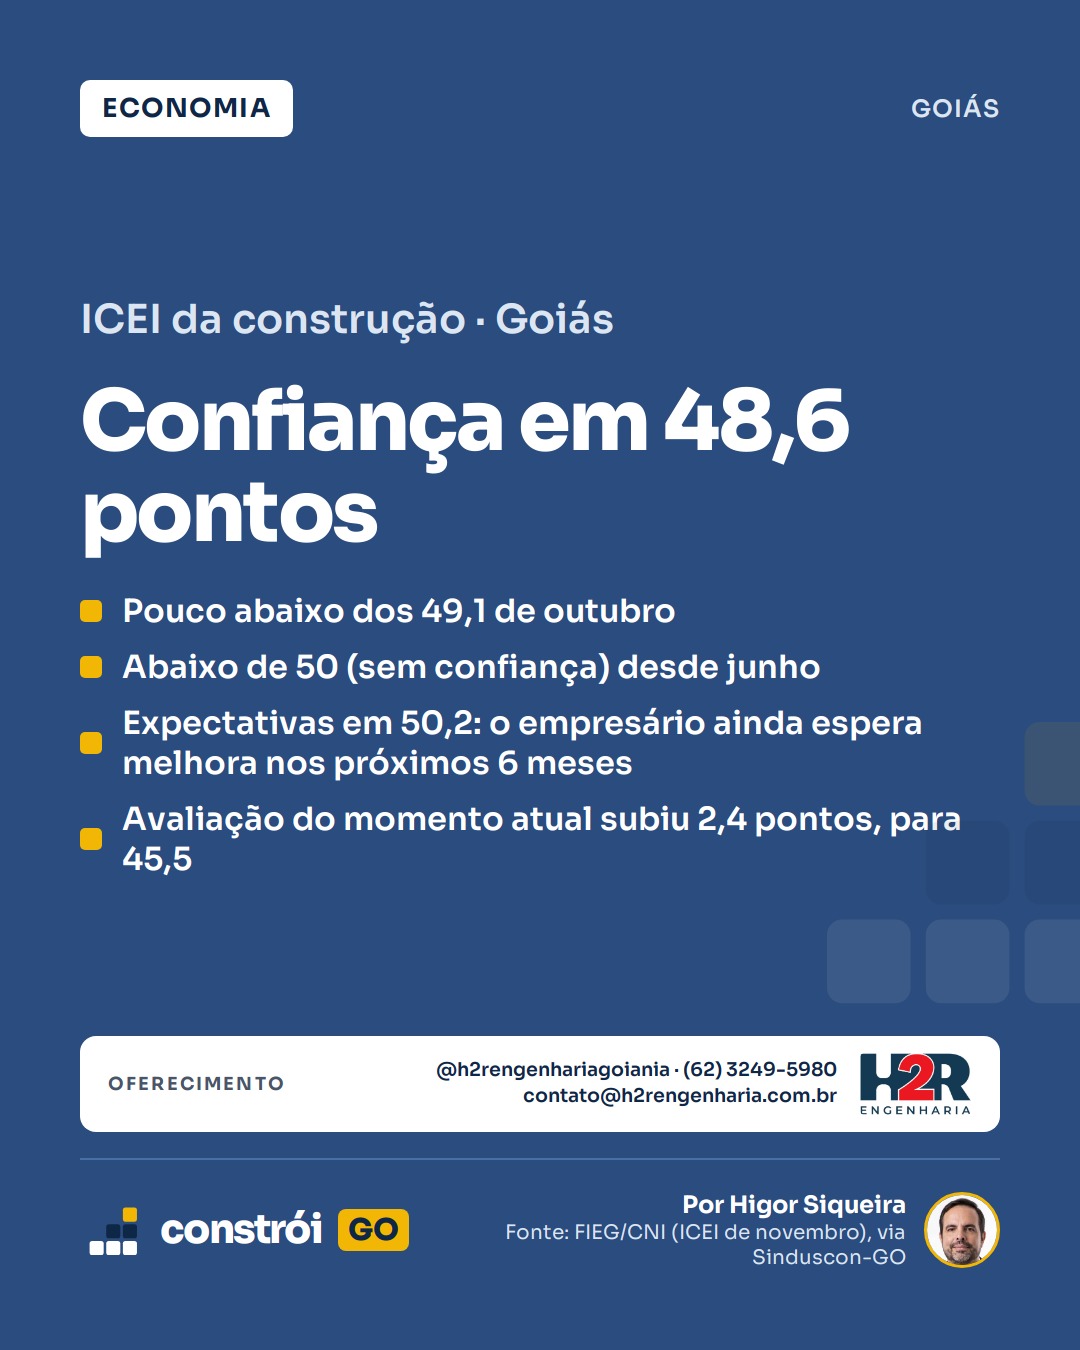 ECONOMIA
GOIÁS
ICEI da construção · Goiás
Confiança em 48,6
pontos
Pouco abaixo dos 49,1 de outubro
Abaixo de 50 (sem confiança) desde junho
Expectativas em 50,2: o empresário ainda espera
melhora nos próximos 6 meses
Avaliação do momento atual subiu 2,4 pontos, para
45,5
OFERECIMENTO
@h2rengenhariagoiania · (62) 3249-5980
contato@h2rengenharia.com.br
H2R
ENGENHARIA
constrói GO
Por Higor Siqueira
Fonte: FIEG/CNI (ICEI de novembro), via
Sinduscon-GO